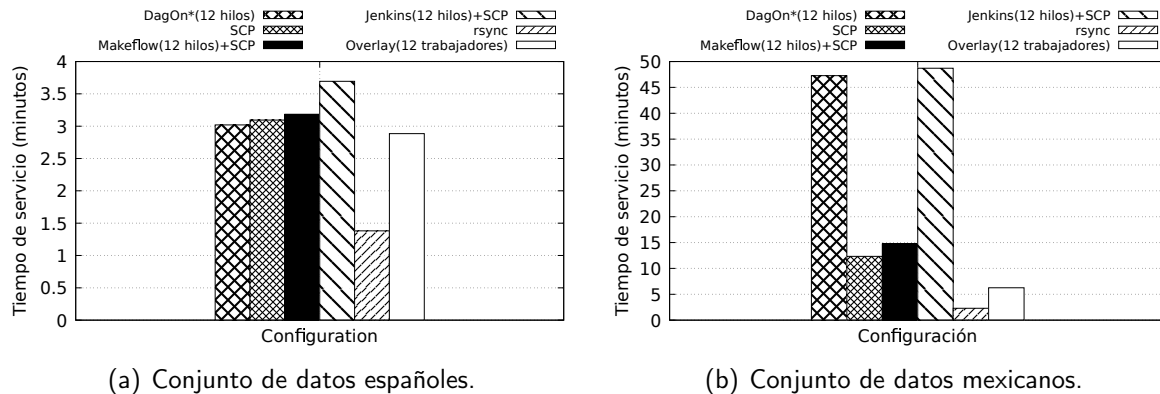 DagOn*(12 hilos)
SCP
Makeflow(12 hilos)+SCP
Jenkins(12 hilos)+SCP
rsync
Overlay(12 trabajadores)
Tiempo de servicio (minutos)
4
3.5
3
2.5
2
1.5
1
0.5
0
Configuration
(a) Conjunto de datos españoles.
DagOn*(12 hilos)
SCP
Makeflow(12 hilos)+SCP
Jenkins(12 hilos)+SCP
rsync
Overlay(12 trabajadores)
Tiempo de servicio (minutos)
50
45
40
35
30
25
20
15
10
5
0
Configuración
(b) Conjunto de datos mexicanos.